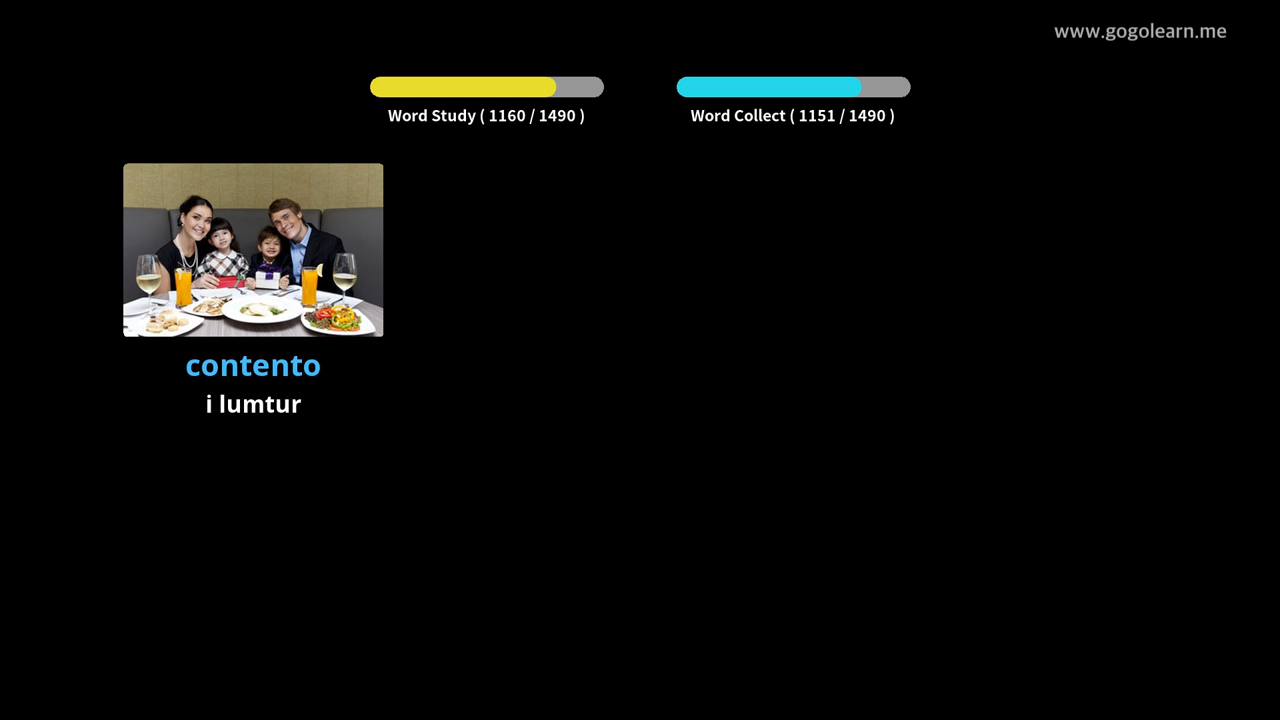 www.gogolearn.me
Word Study ( 1160 / 1490 )
Word Collect ( 1151 / 1490 )
contento
i lumtur